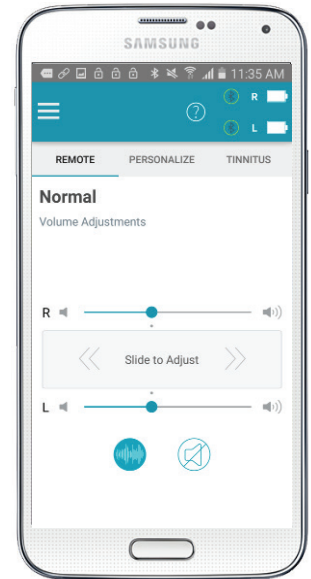 SAMSUNG
11:35 AM
R
L
REMOTE PERSONALIZE TINNITUS
Normal
Volume Adjustments
R
Slide to Adjust
L